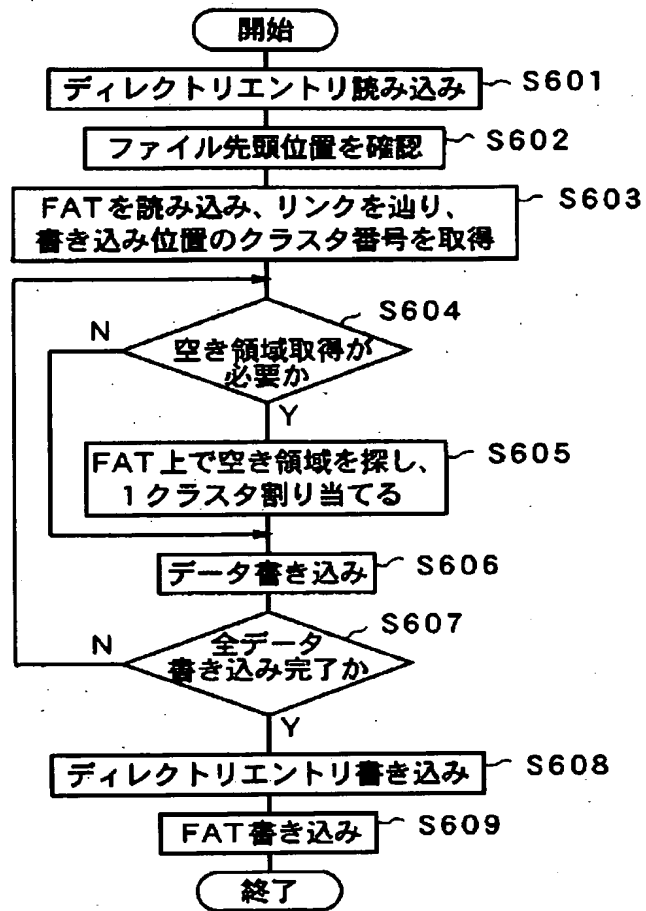 開始
ディレクトリエントリ読み込み
S601
ファイル先頭位置を確認
S602
FATを読み込み、リンクを辿り、
書き込み位置のクラスタ番号を取得
S603
S604
N
空き領域取得が
必要か
Y
FAT上で空き領域を探し、
1クラスタ割り当てる
S605
データ書き込み
S606
S607
N
全データ
書き込み完了か
Y
ディレクトリエントリ書き込み
S608
FAT書き込み
S609
終了